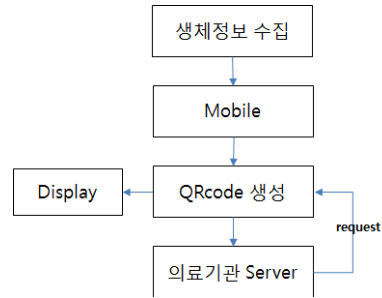 생체정보 수집
Mobile
Display
QRcode 생성
request
의료기관 Server